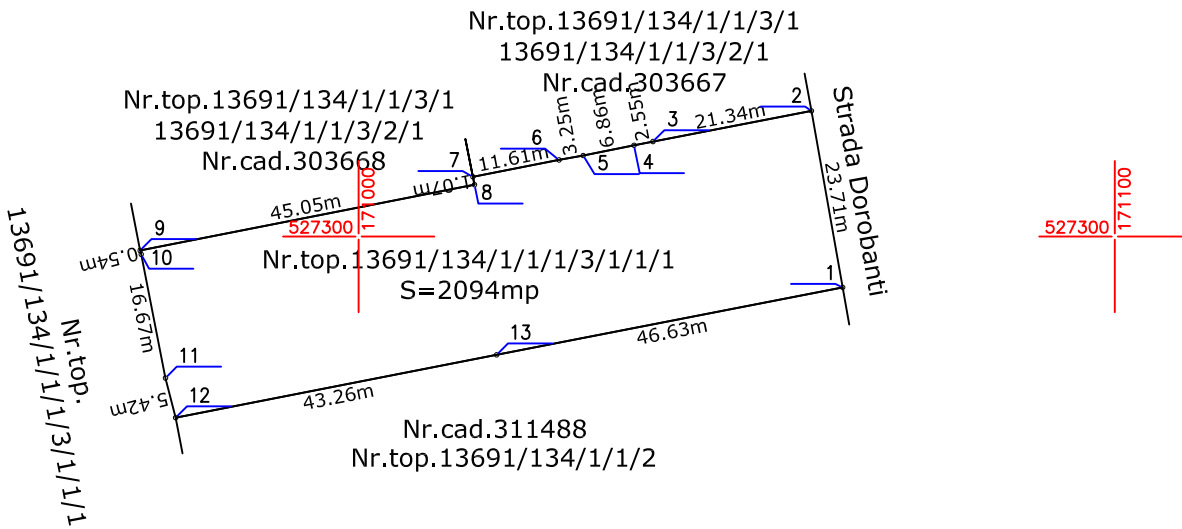 Nr.top.13691/134/1/1/3/1
13691/134/1/1/3/2/1
Nr.cad.303667
Nr.top.13691/134/1/1/3/1
13691/134/1/1/3/2/1
Nr.cad.303668
2
3
21.34m
2.55m
6.86m
3.25m
6
5
4
7
11.61m
1.07m
8
Strada Dorobanti
23.71m
45.05m
9
0.54m
10
527300
171000
527300
171100
Nr.top.13691/134/1/1/1/3/1/1/1
S=2094mp
1
16.67m
13
46.63m
11
12
5.42m
43.26m
Nr.top.
13691/134/1/1/1/3/1/1/1
Nr.cad.311488
Nr.top.13691/134/1/1/2